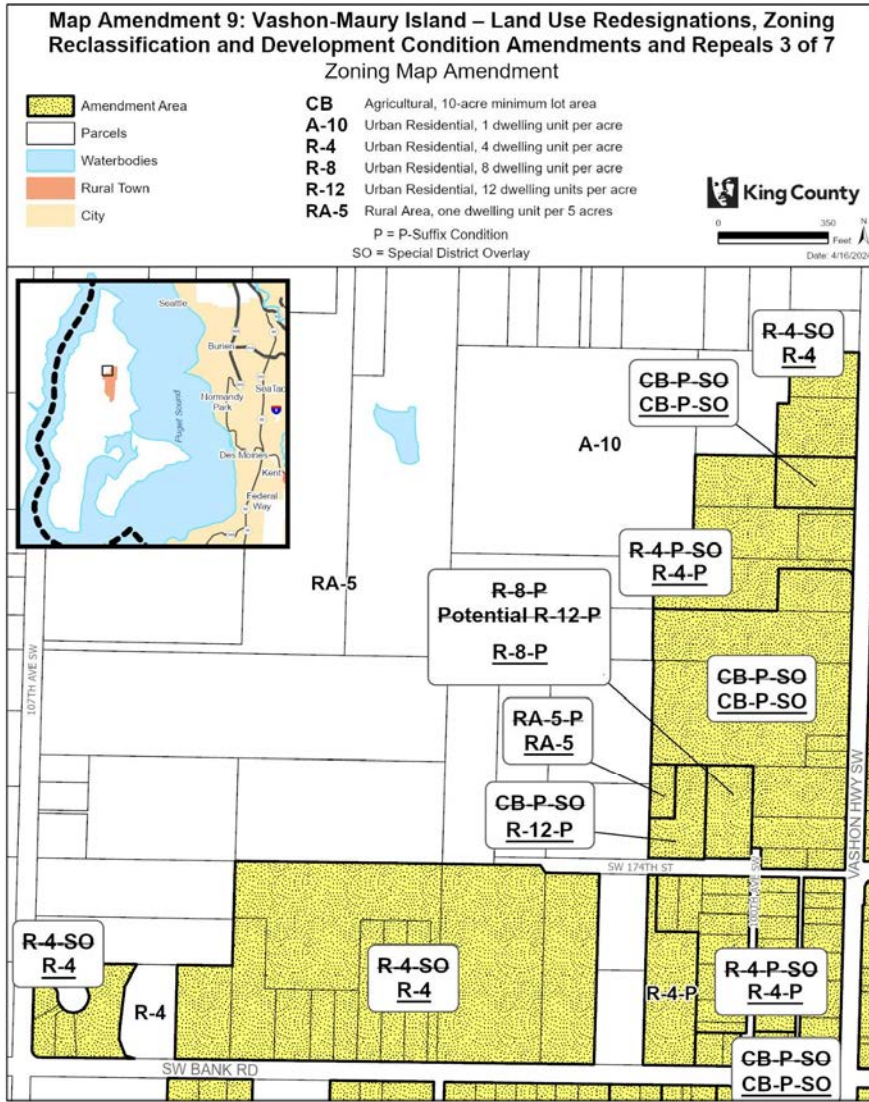 Map Amendment 9: Vashon-Maury Island – Land Use Redesignations, Zoning
Reclassification and Development Condition Amendments and Repeals 3 of 7
Zoning Map Amendment
Amendment Area
Parcels
Waterbodies
Rural Town
City
CB Agricultural, 10-acre minimum lot area
A-10 Urban Residential, 1 dwelling unit per acre
R-4 Urban Residential, 4 dwelling unit per acre
R-8 Urban Residential, 8 dwelling unit per acre
R-12 Urban Residential, 12 dwelling units per acre
RA-5 Rural Area, one dwelling unit per 5 acres
P = P-Suffix Condition
SO = Special District Overlay
King County
0 350
Feet
N
Date: 4/16/2024
Seattle
Burien
Normandy
Park
SeaTac
Puget Sound
Des Moines
Kent
Federal
Way
R-4-SO
R-4
CB-P-SO
CB-P-SO
A-10
R-4-P-SO
R-4-P
RA-5
R-8-P
Potential R-12-P
R-8-P
CB-P-SO
CB-P-SO
107TH AVE SW
RA-5-P
RA-5
VASHON HWY SW
CB-P-SO
R-12-P
SW 174TH ST
100TH AVE SW
R-4-SO
R-4
R-4
R-4-SO
R-4
R-4-P
R-4-P-SO
R-4-P
SW BANK RD
CB-P-SO
CB-P-SO